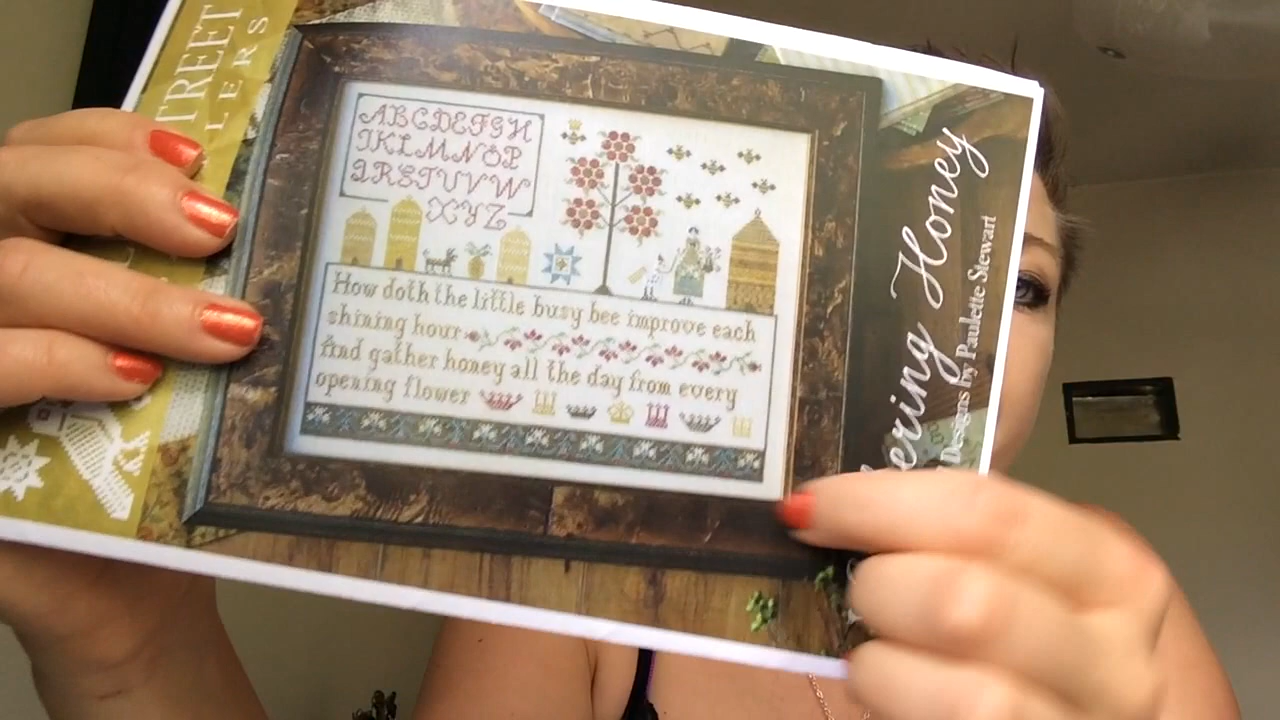 TREET
LERS
ABCDEFGH
IKLMNOP
QRSTUVW
XYZ
How doth the little busy bee improve each
shining hour
And gather honey all the day from every
opening flower
ering Honey
Designs by Paulette Stewart